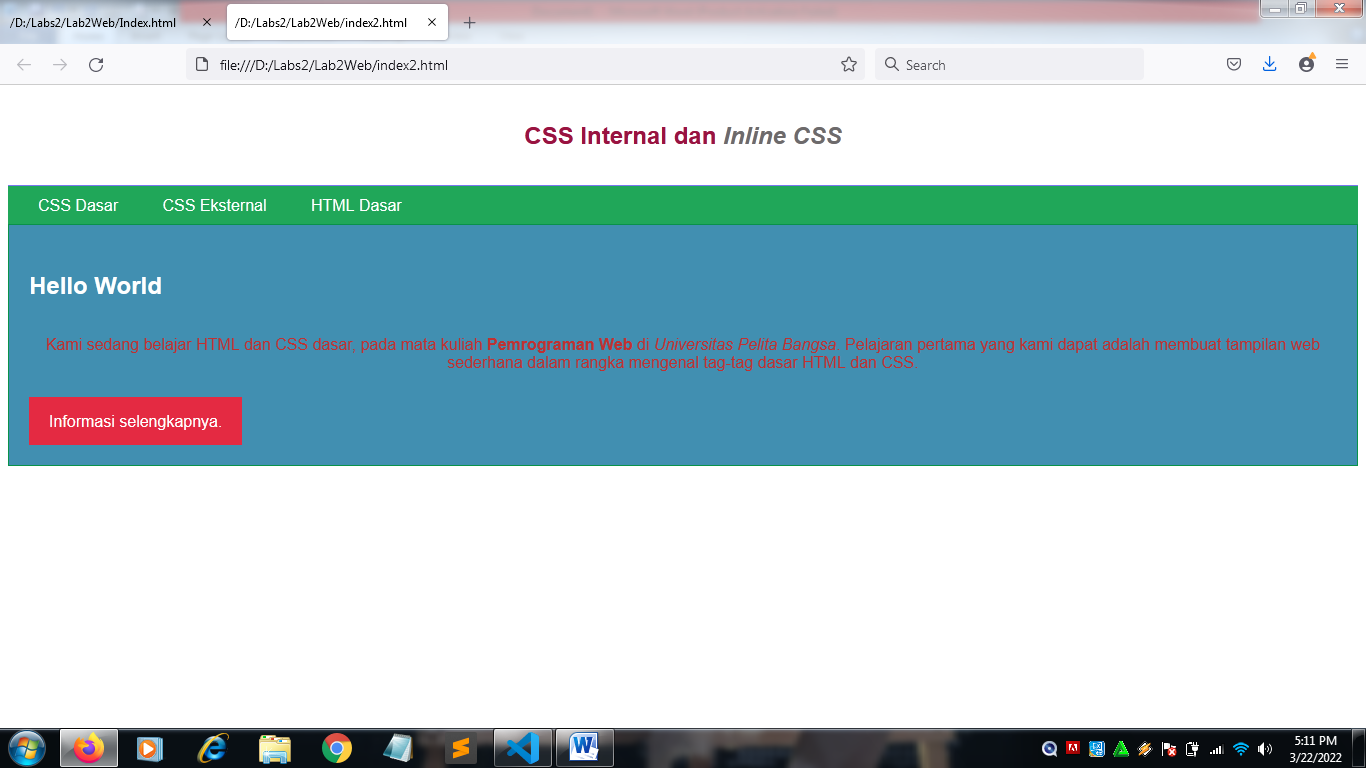 /D:/Labs2/Lab2Web/Index.html
/D:/Labs2/Lab2Web/index2.html
file:///D:/Labs2/Lab2Web/index2.html
Search
CSS Internal dan Inline CSS
CSS Dasar
CSS Eksternal
HTML Dasar
Hello World
Kami sedang belajar HTML dan CSS dasar, pada mata kuliah Pemrograman Web di Universitas Pelita Bangsa. Pelajaran pertama yang kami dapat adalah membuat tampilan web
sederhana dalam rangka mengenal tag-tag dasar HTML dan CSS.
Informasi selengkapnya.
5:11 PM
3/22/2022